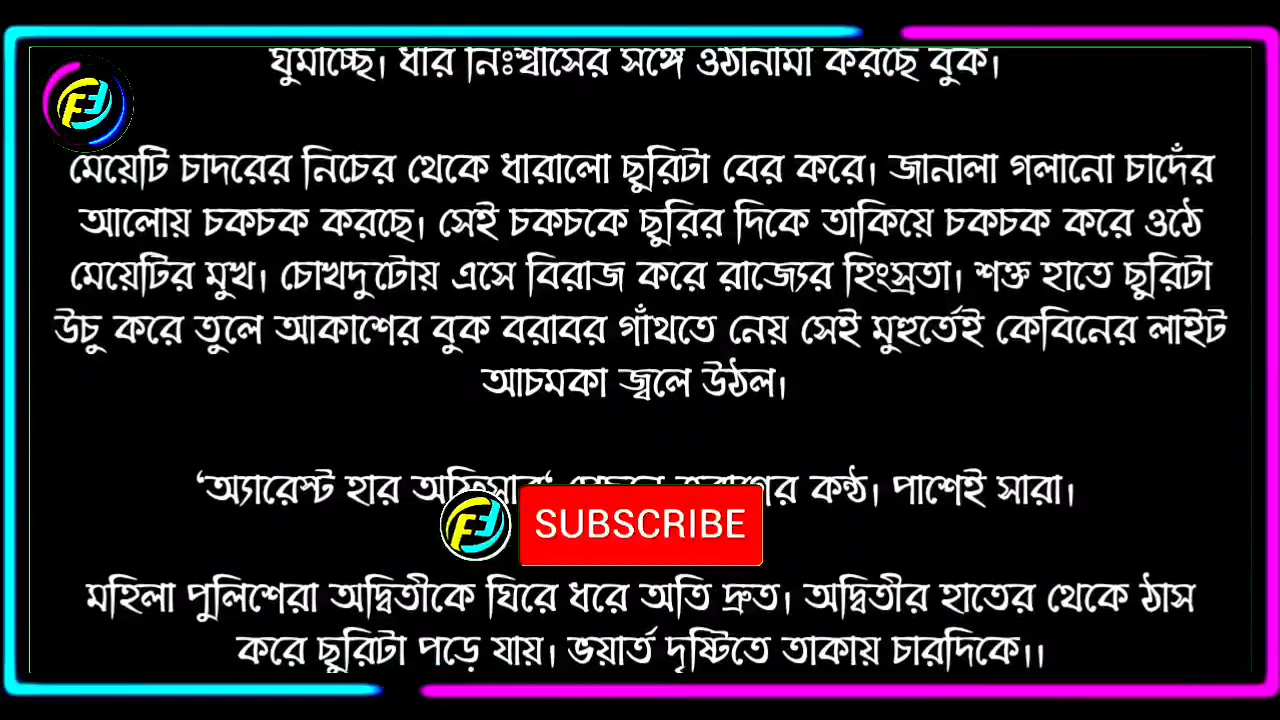 ঘুমাচ্ছে। ধীর নিঃশ্বাসের সঙ্গে ওঠানামা করছে বুক।
মেয়েটি চাদরের নিচের থেকে ধারালো ছুরিটা বের করে। জানালা গলানো চাদেঁর
আলোয় চকচক করছে। সেই চকচকে ছুরির দিকে তাকিয়ে চকচক করে ওঠে
মেয়েটির মুখ। চোখদুটোয় এসে বিরাজ করে রাজ্যের হিংস্রতা। শক্ত হাতে ছুরিটা
উচু করে তুলে আকাশের বুক বরাবর গাঁথতে নেয় সেই মুহুর্তেই কেবিনের লাইট
আচমকা জ্বলে উঠল।
‘অ্যারেস্ট হার অফিসার‘ কন্ঠ। পাশেই সারা।
SUBSCRIBE
মহিলা পুলিশেরা অদ্বিতীকে ঘিরে ধরে অতি দ্রুত। অদ্বিতীর হাতের থেকে ঠাস
করে ছুরিটা পড়ে যায়। ভয়ার্ত দৃষ্টিতে তাকায় চারদিকে।।